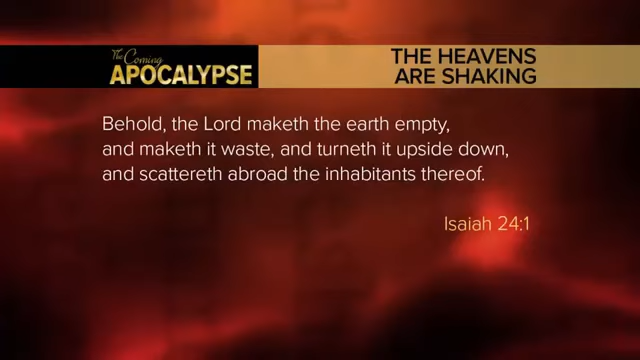 The Coming
APOCALYPSE
THE HEAVENS
ARE SHAKING
Behold, the Lord maketh the earth empty,
and maketh it waste, and turneth it upside down,
and scattereth abroad the inhabitants thereof.
Isaiah 24:1